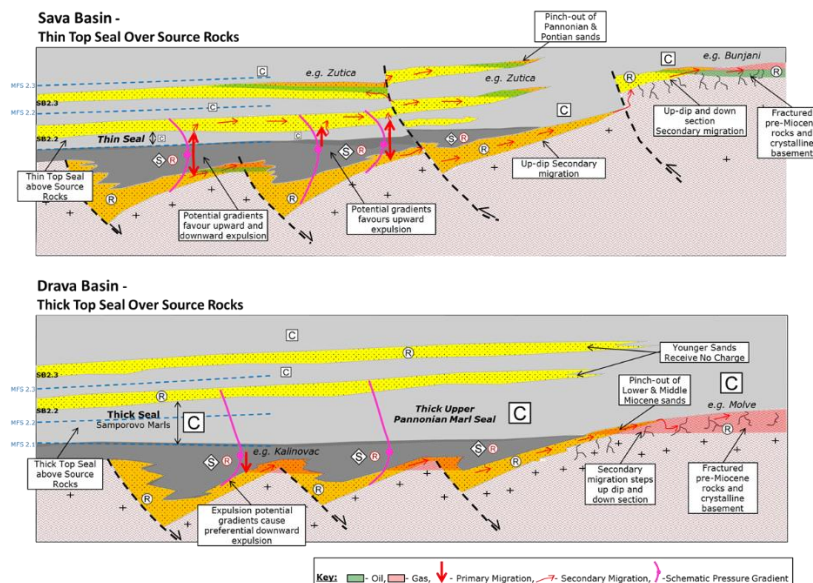 Sava Basin -
Thin Top Seal Over Source Rocks
Pinch-out of
Pannonian &
Pontian sands
e.g. Zutica
e.g. Zutica
C
e.g. Bunjani
MFS 2.3
C
SB2.3
R
R
MFS 2.2
C
C
SB2.2
Thin Seal
C
C
S R
S R
S R
Thin Top Seal
above Source
Rocks
R
R
R
Up-dip and down
section
Secondary migration
Fractured
pre-Miocene
rocks and
crystalline
basement
Up-dip Secondary
migration
Potential gradients
favour upward and
downward expulsion
Potential gradients
favours upward
expulsion
Drava Basin -
Thick Top Seal Over Source Rocks
C
R
Younger Sands
Receive No Charge
SB2.3
MFS 2.3
C
R
SB2.2
MFS 2.2
Thick Seal
Samporovo Marls
C
Thick Upper
Pannonian Marl Seal
C
C
Pinch-out of
Lower & Middle
Miocene sands
e.g. Molve
MFS 2.1
R
Thick Top Seal
above Source
Rocks
S R
e.g. Kalinovac
S R
S R
R
R
R
Secondary
migration steps
up dip and
down section
Fractured
pre-Miocene
rocks and
crystalline
basement
Expulsion potential
gradients cause
preferential downward
expulsion
Key: - Oil, - Gas, - Primary Migration, - Secondary Migration, - Schematic Pressure Gradient